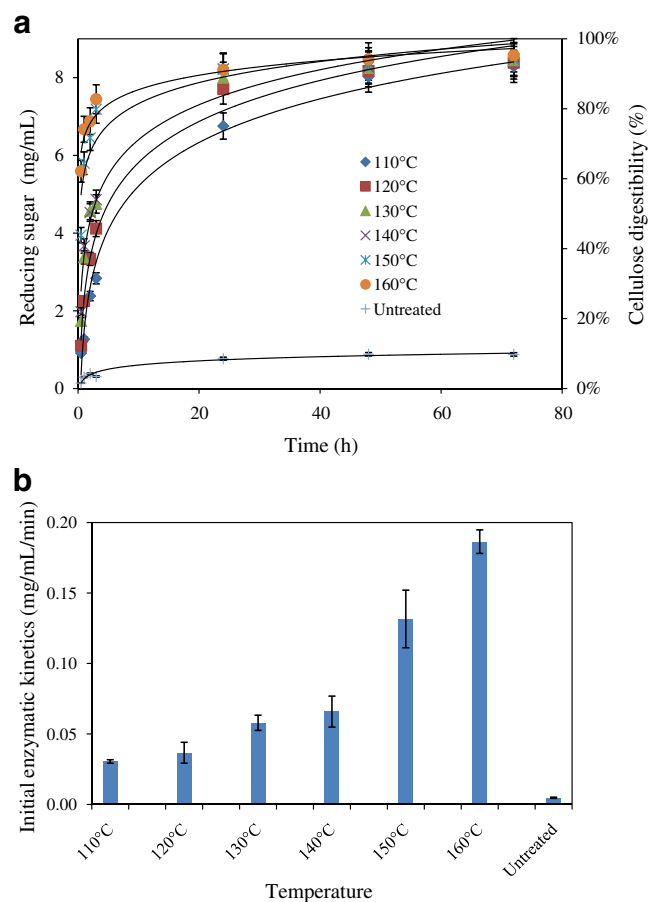 a
Reducing sugar (mg/mL)
8
6
4
2
0
100%
80%
60%
40%
20%
0%
Cellulose digestibility (%)
110°C
120°C
130°C
140°C
150°C
160°C
Untreated
0 20 40 60 80
Time (h)
b
Initial enzymatic kinetics (mg/mL/min)
0.20
0.15
0.10
0.05
0.00
110°C 120°C 130°C 140°C 150°C 160°C Untreated
Temperature